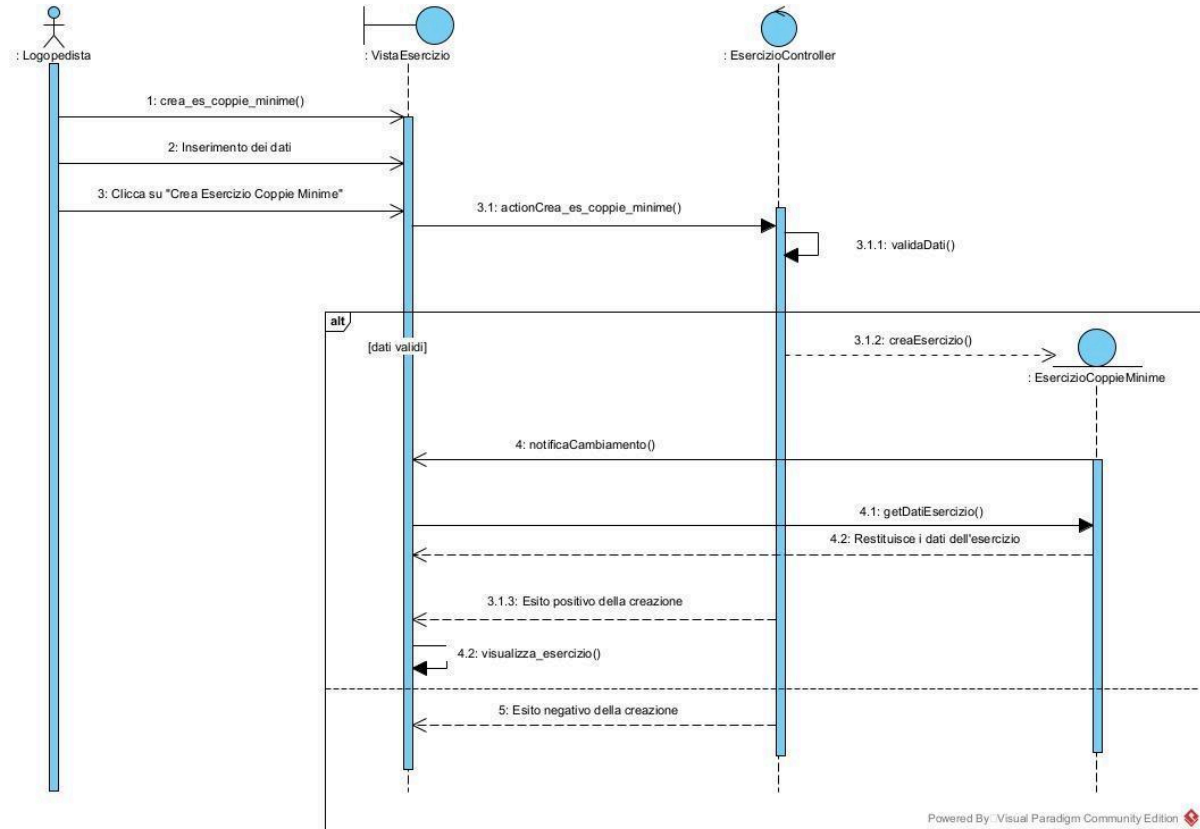 : Logopedista
: VistaEsercizio
: EsercizioController
1: crea_es_coppie_minime()
2: Inserimento dei dati
3: Clicca su "Crea Esercizio Coppie Minime"
3.1: actionCrea_es_coppie_minime()
3.1.1: validaDati()
alt
[dati validi]
3.1.2: creaEsercizio()
: EsercizioCoppieMinime
4: notificaCambiamento()
4.1: getDatiEsercizio()
4.2: Restituisce i dati dell'esercizio
3.1.3: Esito positivo della creazione
4.2: visualizza_esercizio()
5: Esito negativo della creazione
Powered By Visual Paradigm Community Edition